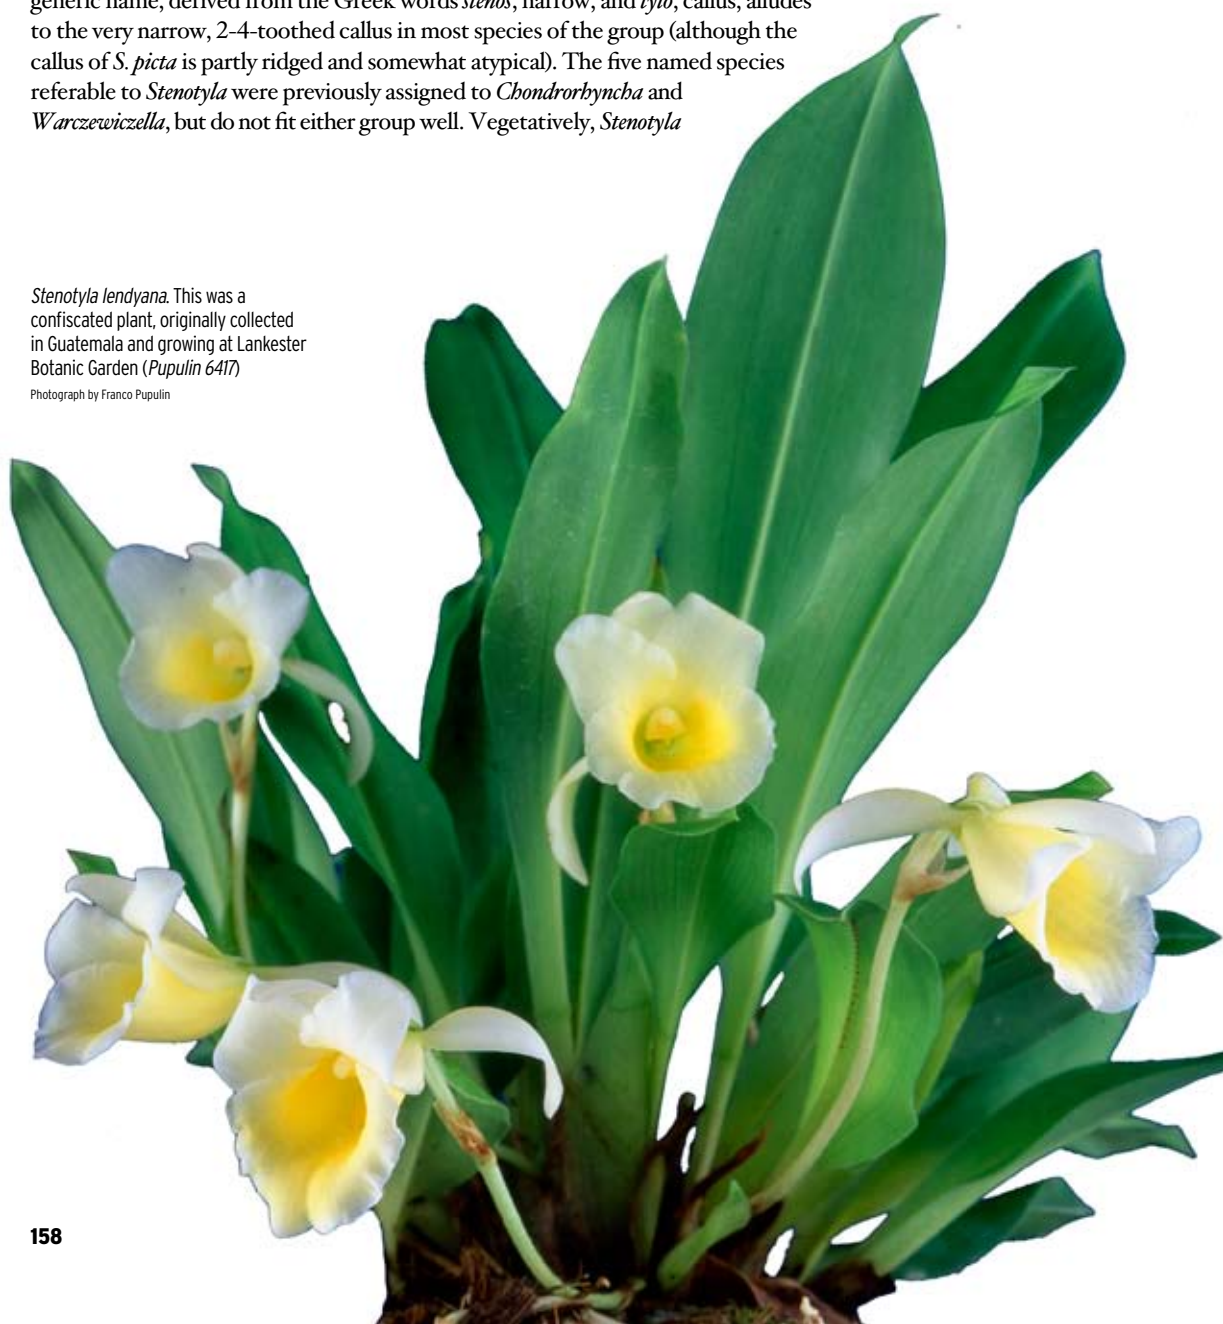 generic name, derived from the Greek words stenos, narrow, and tylo, callus, alludes
to the very narrow, 2-4-toothed callus in most species of the group (although the
callus of S. picta is partly ridged and somewhat atypical). The five named species
referable to Stenotyla were previously assigned to Chondrorhyncha and
Warczewiczella, but do not fit either group well. Vegetatively, Stenotyla
Stenotyla lendyana. This was a
confiscated plant, originally collected
in Guatemala and growing at Lankester
Botanic Garden (Pupulin 6417)
Photograph by Franco Pupulin
158